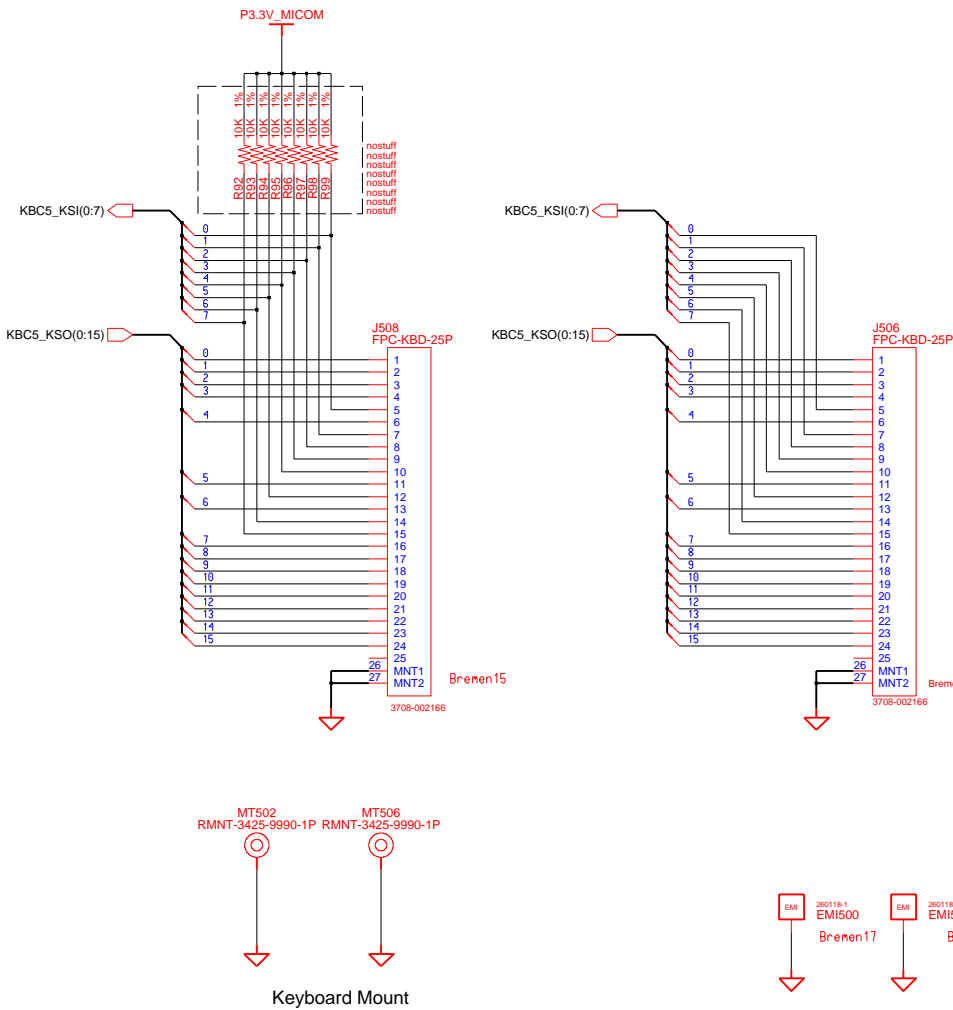 P3.3V_MICOM
10K 1%
10K 1%
10K 1%
10K 1%
10K 1%
10K 1%
10K 1%
10K 1%
nostuff
nostuff
nostuff
nostuff
nostuff
nostuff
nostuff
nostuff
R92
R93
R94
R95
R96
R97
R98
R99
KBC5_KSI(0:7)
0
1
2
3
4
5
6
7
KBC5_KSO(0:15)
0
1
2
3
4
5
6
7
8
9
10
11
12
13
14
15
J508
FPC-KBD-25P
1
2
3
4
5
6
7
8
9
10
11
12
13
14
15
16
17
18
19
20
21
22
23
24
25
26 MNT1
27 MNT2
Bremen15
3708-002166
KBC5_KSI(0:7)
0
1
2
3
4
5
6
7
KBC5_KSO(0:15)
0
1
2
3
4
5
6
7
8
9
10
11
12
13
14
15
J506
FPC-KBD-25P
1
2
3
4
5
6
7
8
9
10
11
12
13
14
15
16
17
18
19
20
21
22
23
24
25
26 MNT1
27 MNT2
3708-002166
MT502
RMNT-3425-9990-1P
MT506
RMNT-3425-9990-1P
Keyboard Mount
EMI
260118-1
EMI500
Bremen17
EMI